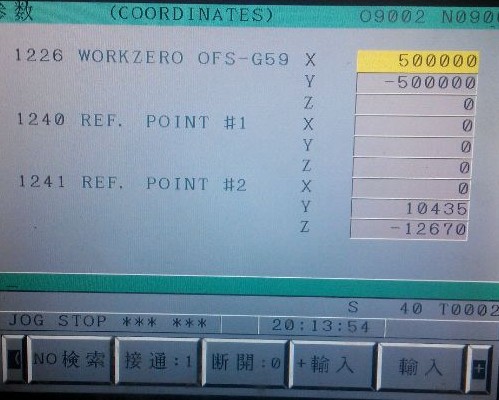 参数 (COORDINATES) O9002 N090
1226 WORKZERO OFS-G59 X 500000
Y -500000
Z 0
1240 REF. POINT #1 X 0
Y 0
Z 0
1241 REF. POINT #2 X 0
Y 10435
Z -12670
S 40 T0002
JOG STOP *** *** 20:13:54
( NO検索 接通:1 断開:0 +輸入 輸入 +